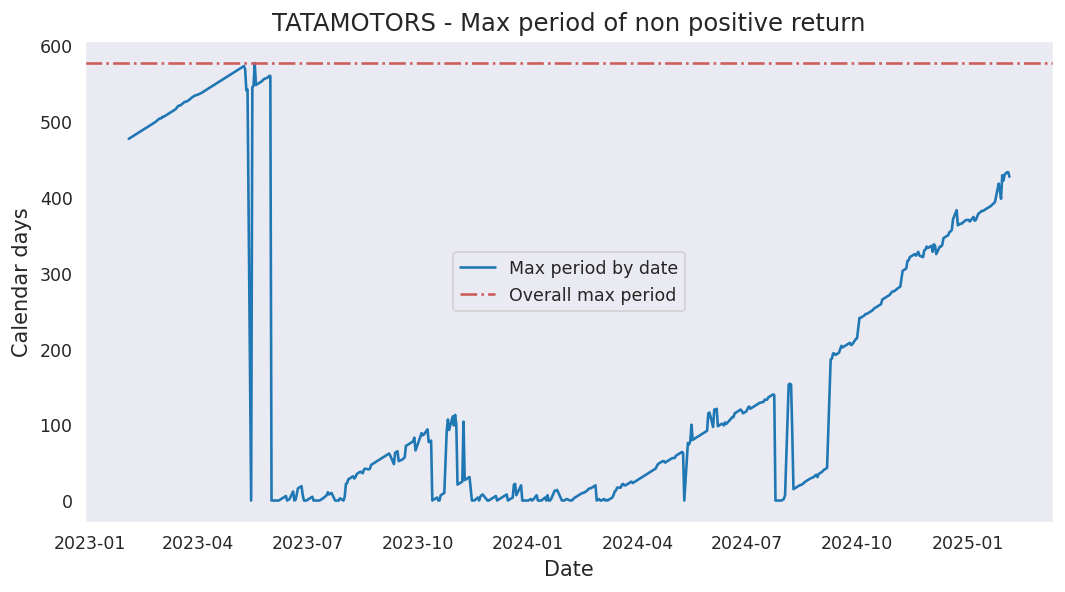 TATAMOTORS - Max period of non positive return
600
500
400
300
200
100
0
Calendar days
Max period by date
Overall max period
2023-01 2023-04 2023-07 2023-10 2024-01 2024-04 2024-07 2024-10 2025-01
Date